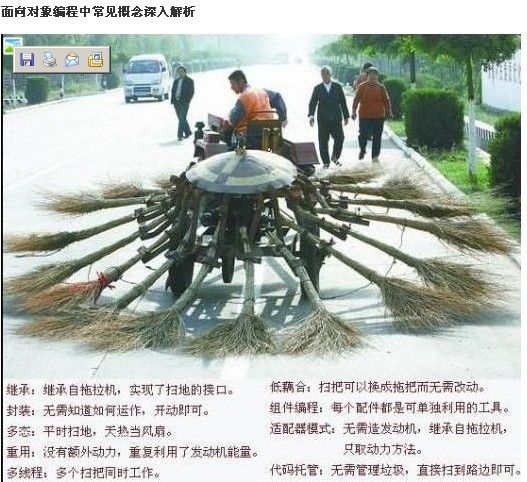 面向对象编程中常见概念深入解析
继承：继承自拖拉机，实现了扫地的接口。
封装：无需知道如何运作，开动即可。
多态：平时扫地，天热当风扇。
重用：没有额外动力，重复利用了发动机能量。
多线程：多个扫把同时工作。
低藕合：扫把可以换成拖把而无需改动。
组件编程：每个配件都是可单独利用的工具。
适配器模式：无需造发动机，继承自拖拉机，
只取动力方法。
代码托管：无需管理垃圾，直接扫到路边即可。